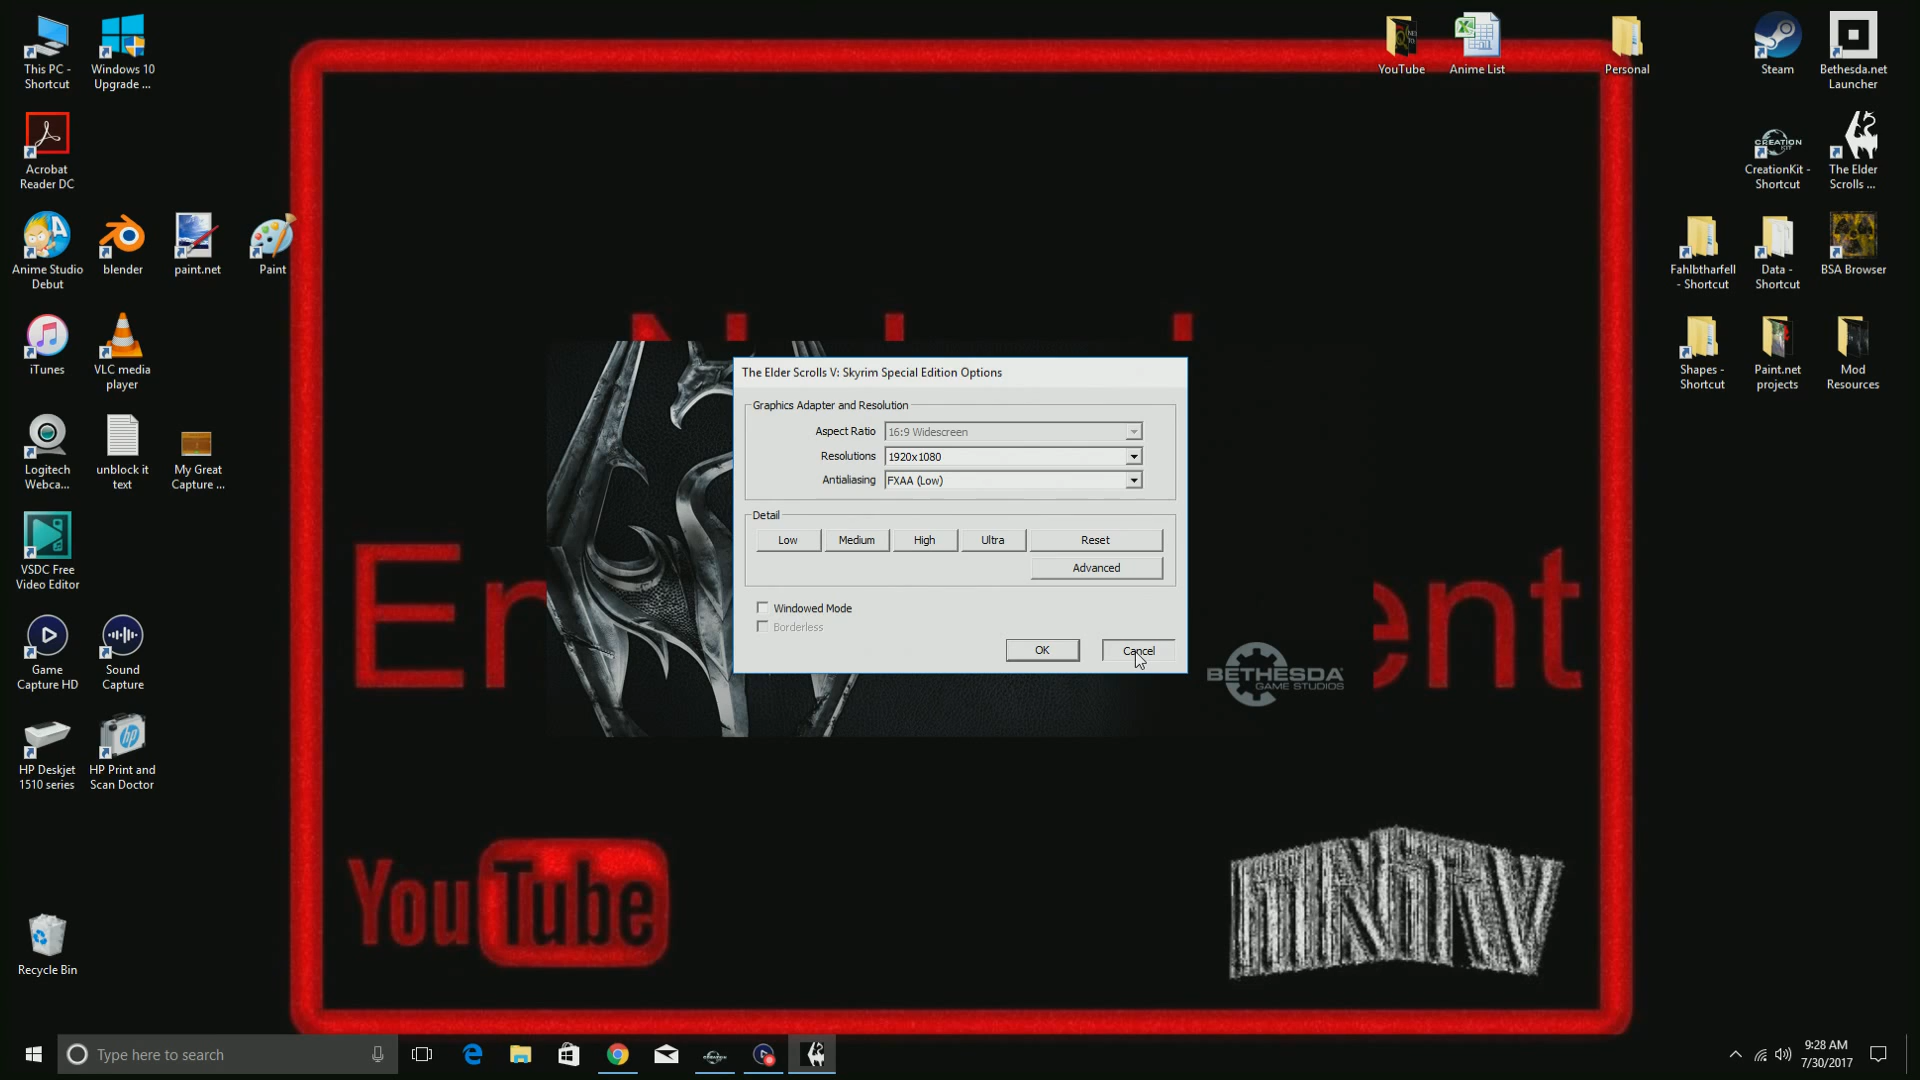 This PC -
Shortcut
Windows 10
Upgrade ...
YouTube
Anime List
Personal
Steam
Bethesda.net
Launcher
Acrobat
Reader DC
CREATION
KIT
CreationKit -
Shortcut
The Elder
Scrolls ...
Anime Studio
Debut
blender
paint.net
Paint
Fahlbtharfell
- Shortcut
Data -
Shortcut
BSA Browser
iTunes
VLC media
player
Shapes -
Shortcut
Paint.net
projects
Mod
Resources
The Elder Scrolls V: Skyrim Special Edition Options
Graphics Adapter and Resolution
Aspect Ratio
16:9 Widescreen
Resolutions
1920x1080
Antialiasing
FXAA (Low)
Detail
Low
Medium
High
Ultra
Reset
Advanced
Windowed Mode
Borderless
OK
Cancel
BETHESDA
GAME STUDIOS
En
ent
Logitech
Webca...
unblock it
text
My Great
Capture ...
VSDC Free
Video Editor
Game
Capture HD
Sound
Capture
hp
HP Deskjet
1510 series
HP Print and
Scan Doctor
YouTube
Recycle Bin
Type here to search
9:28 AM
7/30/2017